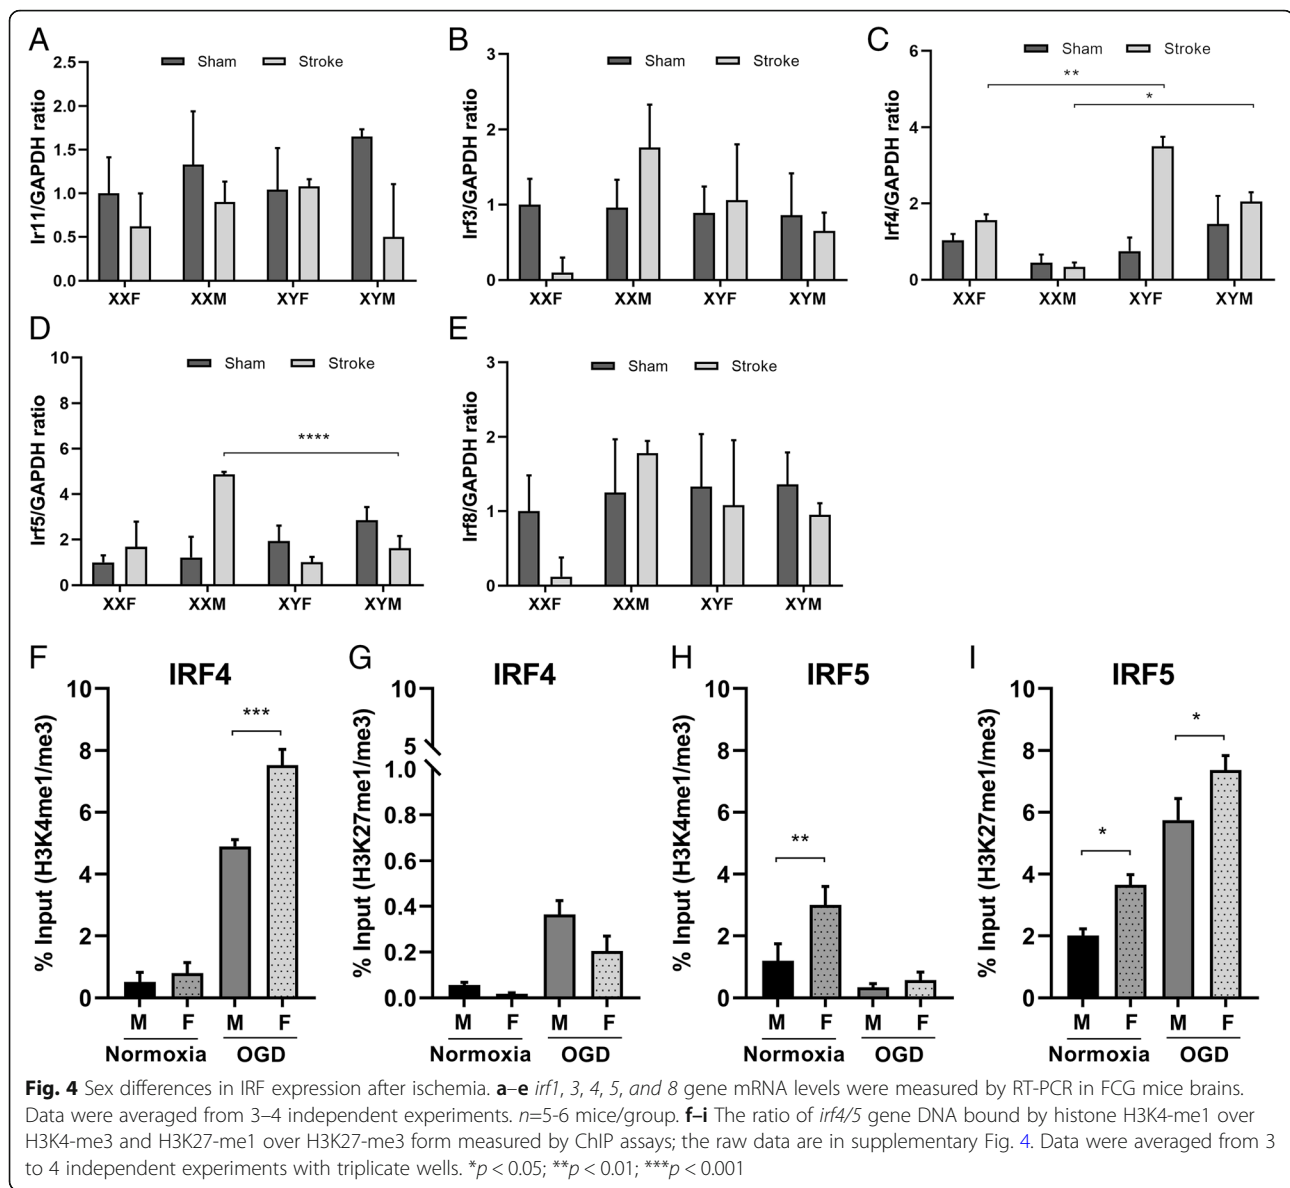 A
Sham Stroke
Ir11/GAPDH ratio
2.5
2.0
1.5
1.0
0.5
0.0
XXF XXM XYF XYM
B
Sham Stroke
Irf3/GAPDH ratio
3
2
1
0
XXF XXM XYF XYM
C
Sham Stroke
Irf4/GAPDH ratio
6
4
2
0
**
*
XXF XXM XYF XYM
D
Sham Stroke
Irf5/GAPDH ratio
10
8
6
4
2
0
****
XXF XXM XYF XYM
E
Sham Stroke
Irf8/GAPDH ratio
3
2
1
0
XXF XXM XYF XYM
F
IRF4
% Input (H3K4me1/me3)
10
8
6
4
2
0
***
M F M F
Normoxia OGD
G
IRF4
% Input (H3K27me1/me3)
10
5
1.0
0.8
0.6
0.4
0.2
0.0
M F M F
Normoxia OGD
H
IRF5
% Input (H3K4me1/me3)
10
8
6
4
2
0
**
M F M F
Normoxia OGD
I
IRF5
% Input (H3K27me1/me3)
10
8
6
4
2
0
*
*
M F M F
Normoxia OGD
Fig. 4 Sex differences in IRF expression after ischemia. a–e irf1, 3, 4, 5, and 8 gene mRNA levels were measured by RT-PCR in FCG mice brains.
Data were averaged from 3–4 independent experiments. n=5-6 mice/group. f–i The ratio of irf4/5 gene DNA bound by histone H3K4-me1 over
H3K4-me3 and H3K27-me1 over H3K27-me3 form measured by ChIP assays; the raw data are in supplementary Fig. 4. Data were averaged from 3
to 4 independent experiments with triplicate wells. *p < 0.05; **p < 0.01; ***p < 0.001